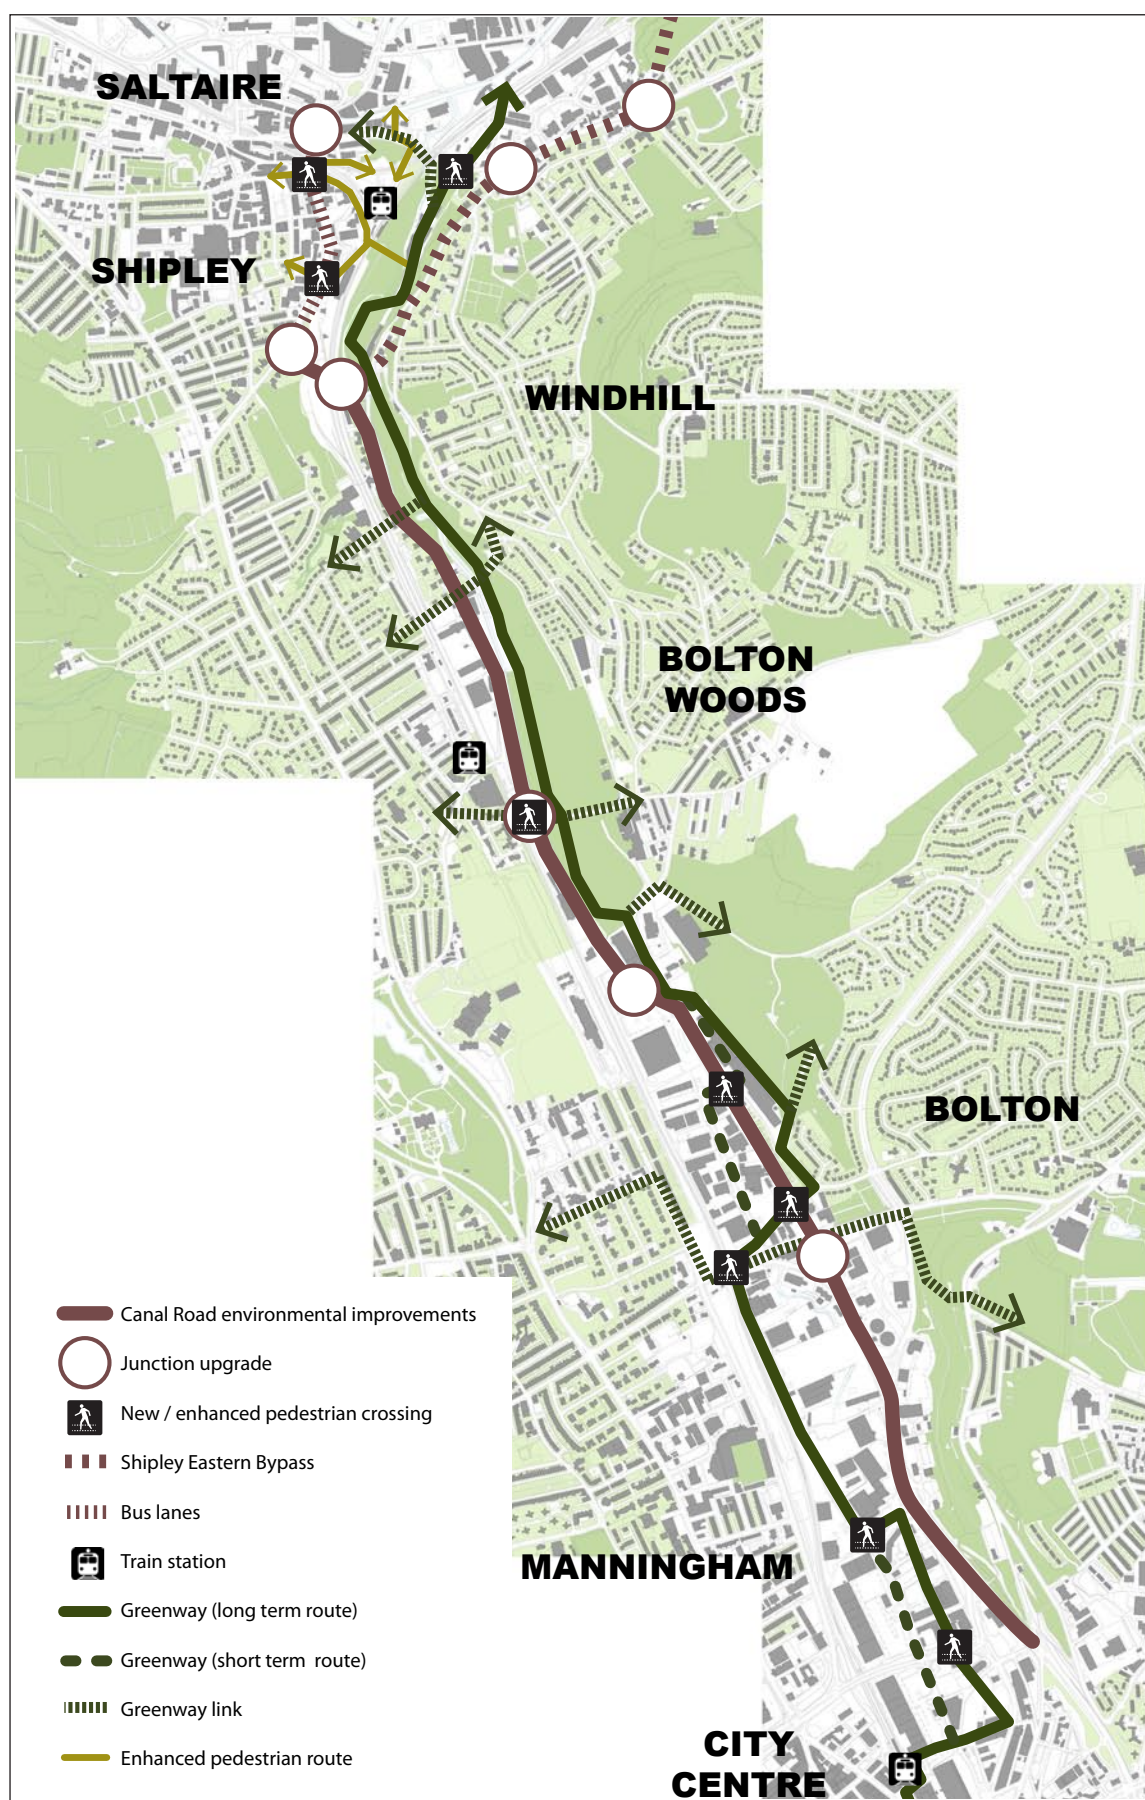 SALTAIRE
SHIPLEY
WINDHILL
BOLTON
WOODS
BOLTON
MANNINGHAM
CITY
CENTRE
Canal Road environmental improvements
Junction upgrade
New / enhanced pedestrian crossing
Shipley Eastern Bypass
Bus lanes
Train station
Greenway (long term route)
Greenway (short term  route)
Greenway link
Enhanced pedestrian route